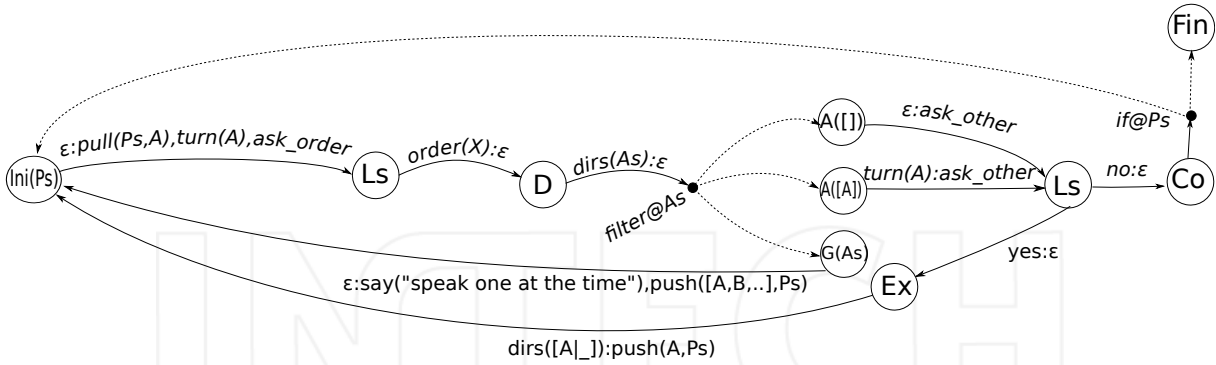 Fin
if@Ps
ε:pull(Ps,A),turn(A),ask_order
order(X):ε
dirs(As):ε
A([])
ε:ask_other
turn(A):ask_other
no:ε
Ini(Ps)
Ls
D
filter@As
A([A])
Ls
Co
G(As)
yes:ε
ε:say("speak one at the time"),push([A,B,..],Ps)
Ex
dirs([A|_]):push(A,Ps)
INTECH